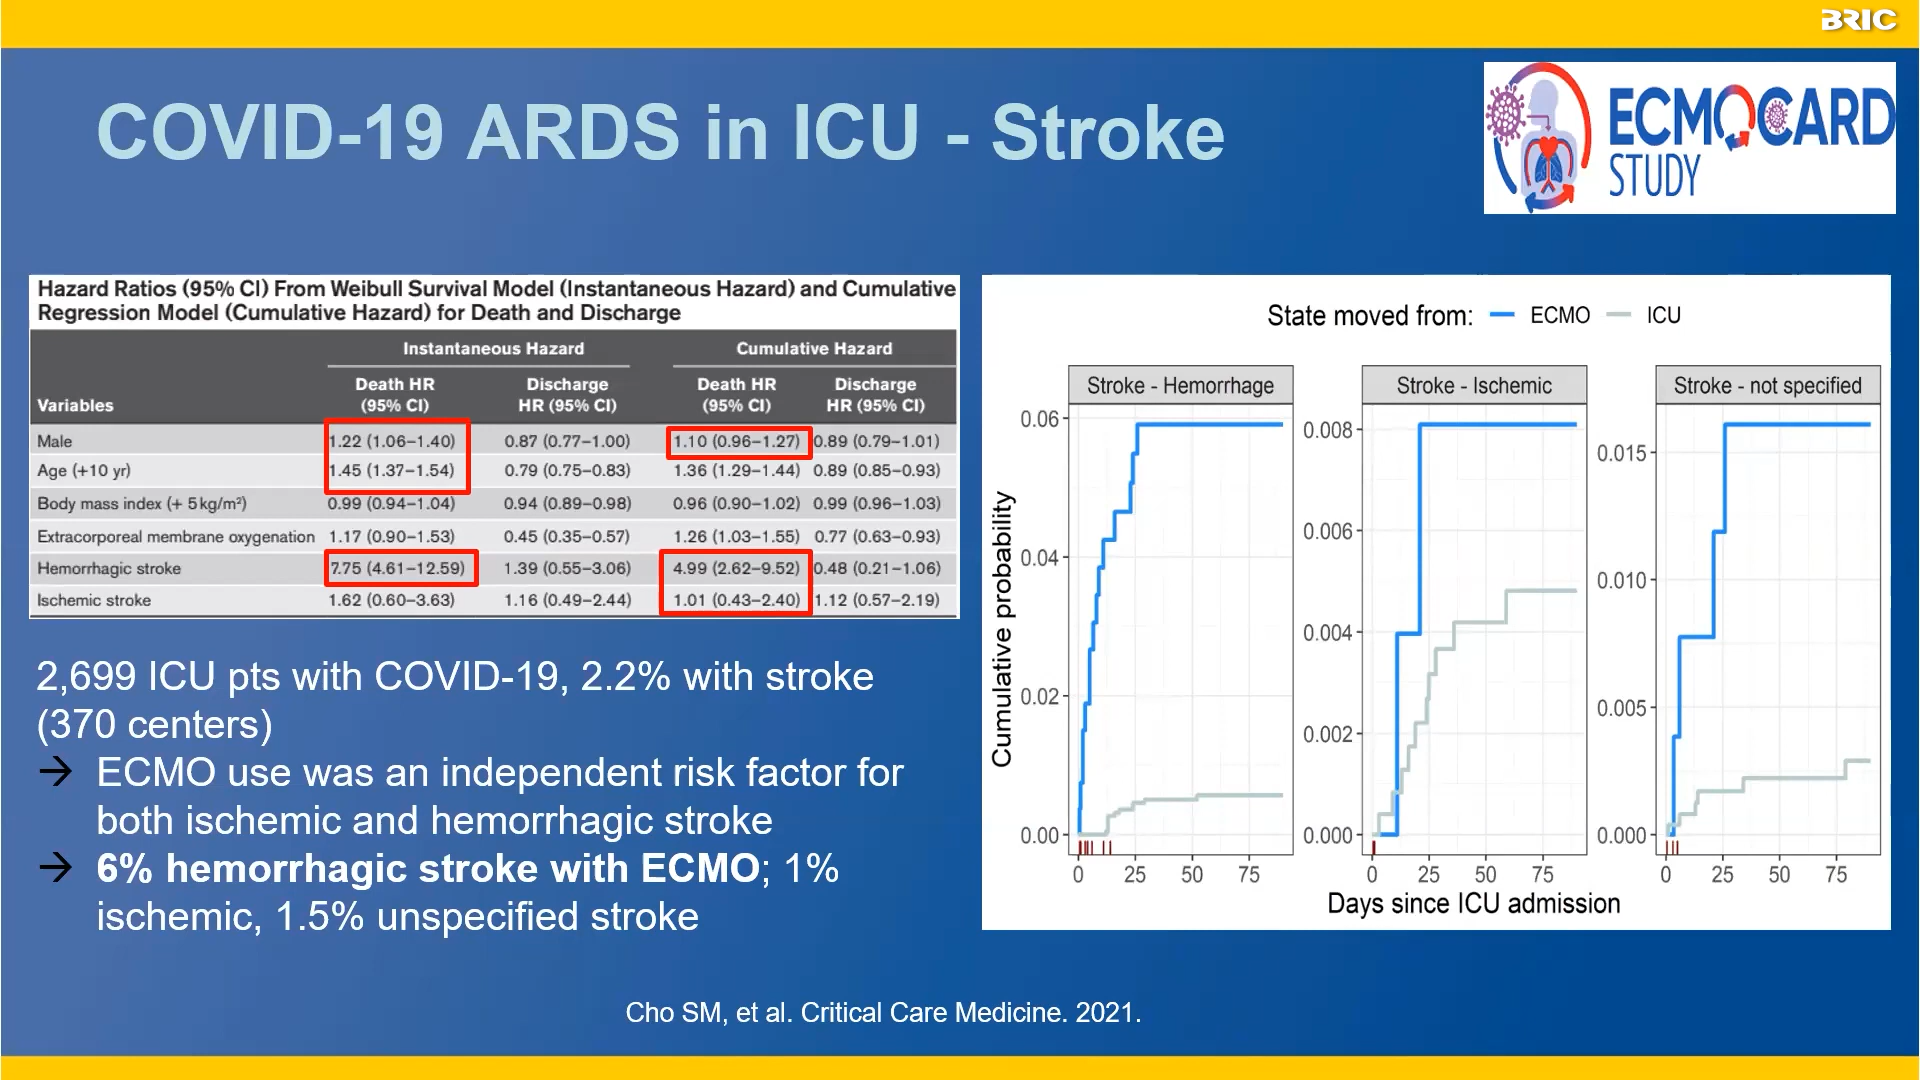 BRIC
COVID-19 ARDS in ICU - Stroke
ECMOCARD
STUDY
Hazard Ratios (95% CI) From Weibull Survival Model (Instantaneous Hazard) and Cumulative
Regression Model (Cumulative Hazard) for Death and Discharge
Instantaneous Hazard Cumulative Hazard
Death HR Discharge Death HR Discharge
Variables (95% CI) HR (95% CI) (95% CI) HR (95% CI)
Male 1.22 (1.06–1.40) 0.87 (0.77–1.00) 1.10 (0.96–1.27) 0.89 (0.79–1.01)
Age (+10 yr) 1.45 (1.37–1.54) 0.79 (0.75–0.83) 1.36 (1.29–1.44) 0.89 (0.85–0.93)
Body mass index (+ 5 kg/m²) 0.99 (0.94–1.04) 0.94 (0.89–0.98) 0.96 (0.90–1.02) 0.99 (0.96–1.03)
Extracorporeal membrane oxygenation 1.17 (0.90–1.53) 0.45 (0.35–0.57) 1.26 (1.03–1.55) 0.77 (0.63–0.93)
Hemorrhagic stroke 7.75 (4.61–12.59) 1.39 (0.55–3.06) 4.99 (2.62–9.52) 0.48 (0.21–1.06)
Ischemic stroke 1.62 (0.60–3.63) 1.16 (0.49–2.44) 1.01 (0.43–2.40) 1.12 (0.57–2.19)
2,699 ICU pts with COVID-19, 2.2% with stroke
(370 centers)
→ ECMO use was an independent risk factor for
both ischemic and hemorrhagic stroke
→ 6% hemorrhagic stroke with ECMO; 1%
ischemic, 1.5% unspecified stroke
State moved from: ECMO ICU
Stroke - Hemorrhage Stroke - Ischemic Stroke - not specified
Cumulative probability
0.06
0.04
0.02
0.00
0.008
0.006
0.004
0.002
0.000
0.015
0.010
0.005
0.000
0 25 50 75 0 25 50 75 0 25 50 75
Days since ICU admission
Cho SM, et al. Critical Care Medicine. 2021.